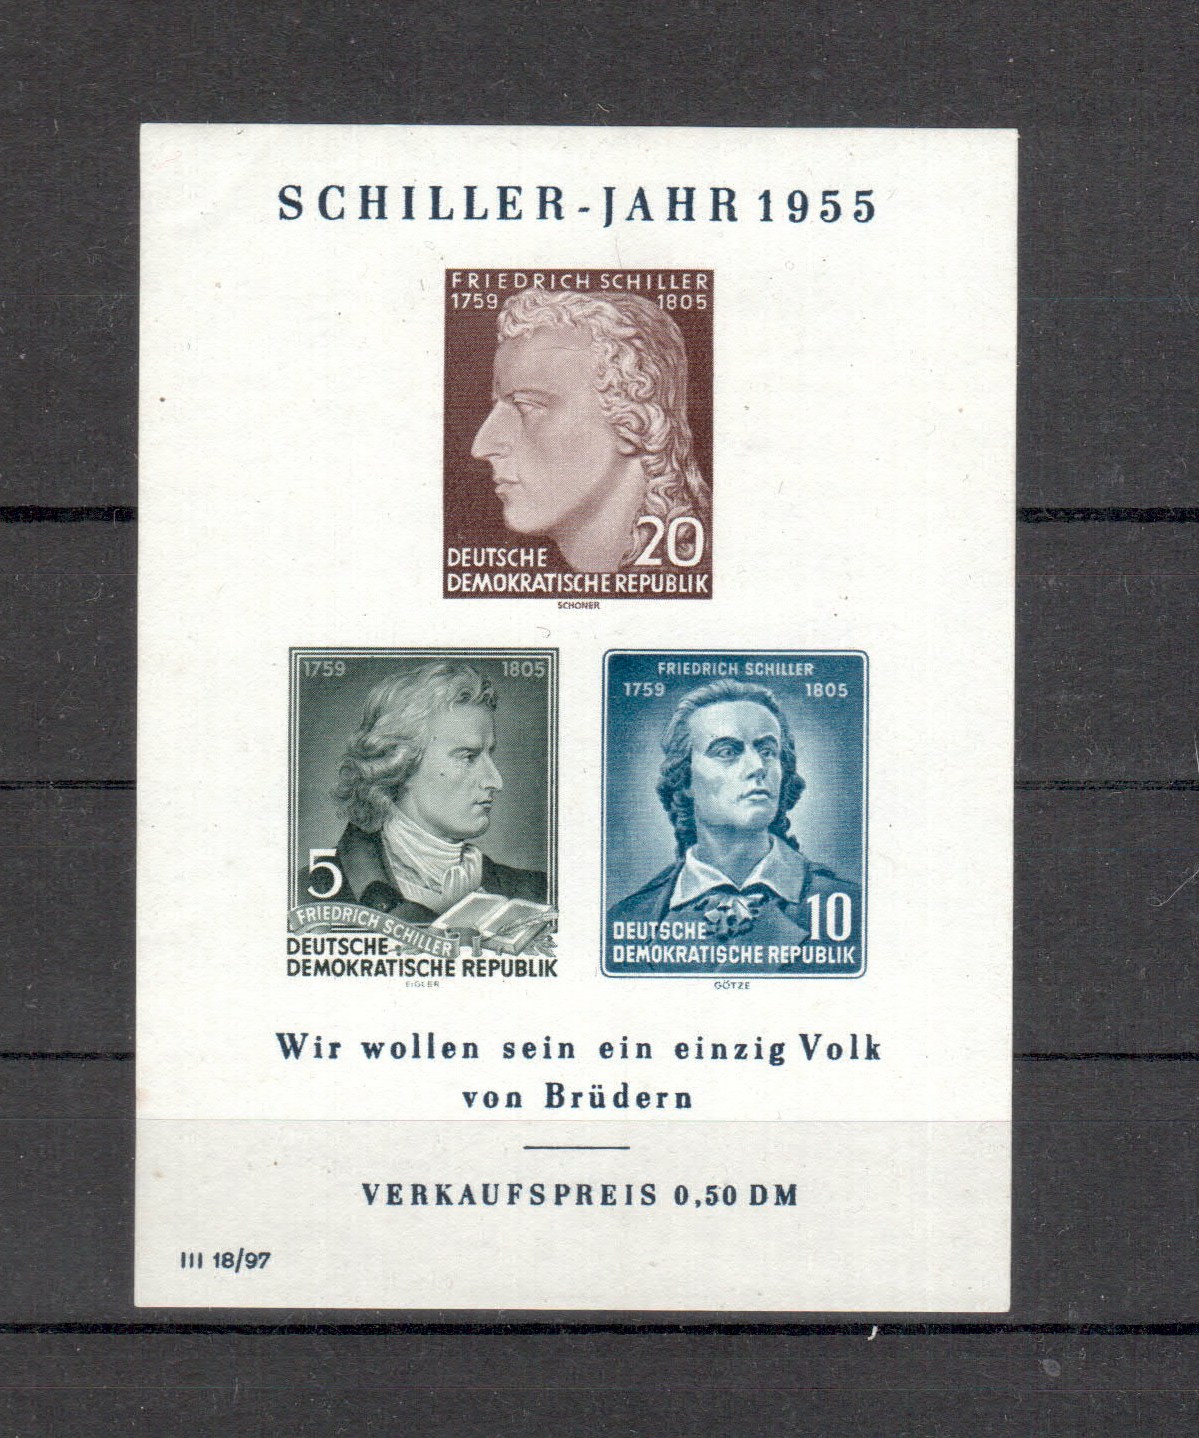 SCHILLER-JAHR 1955
FRIEDRICH SCHILLER
1759 1805
20
DEUTSCHE
DEMOKRATISCHE REPUBLIK
SCHÖNER
1759 1805
5
FRIEDRICH SCHILLER
DEUTSCHE
DEMOKRATISCHE REPUBLIK
EIGLER
FRIEDRICH SCHILLER
1759 1805
10
DEUTSCHE
DEMOKRATISCHE REPUBLIK
GÖTZE
Wir wollen sein ein einzig Volk
von Brüdern
VERKAUFSPREIS 0,50 DM
III 18/97